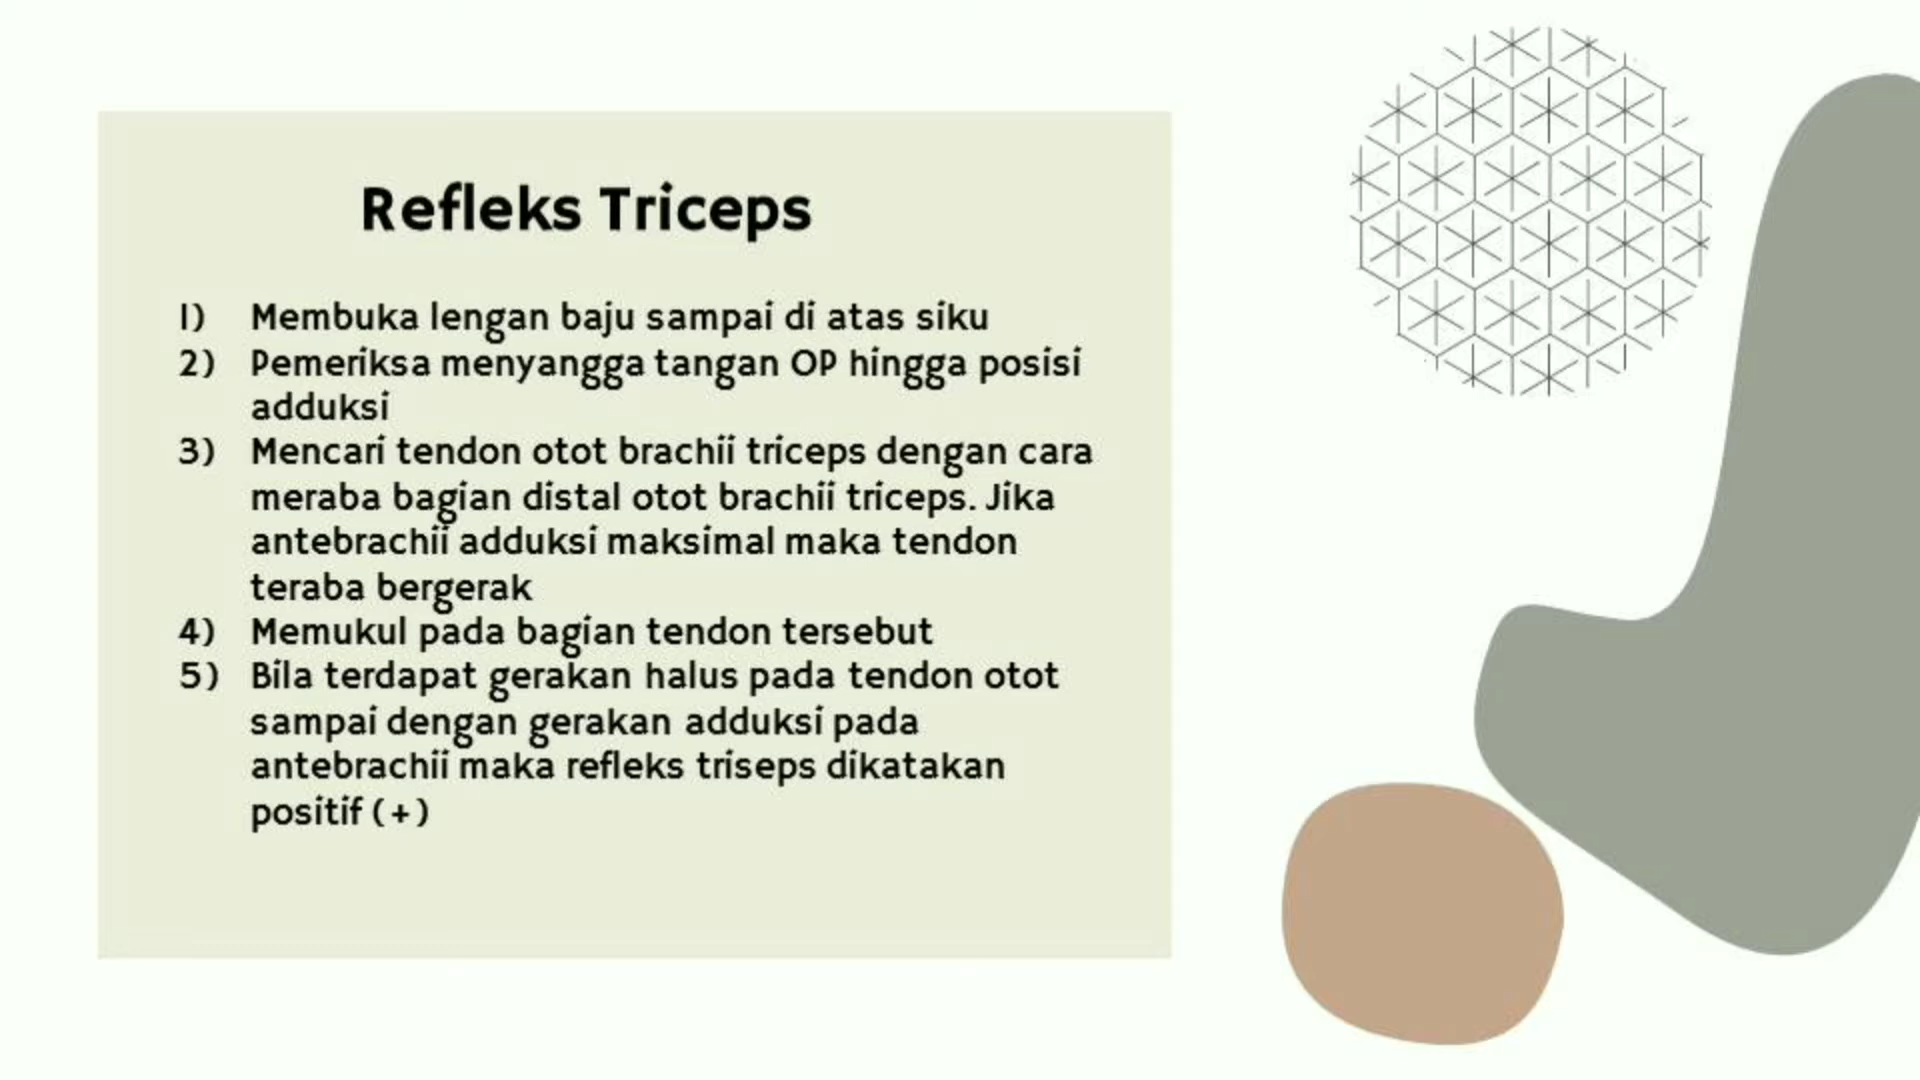 Refleks Triceps
1) Membuka lengan baju sampai di atas siku
2) Pemeriksa menyangga tangan OP hingga posisi
adduksi
3) Mencari tendon otot brachii triceps dengan cara
meraba bagian distal otot brachii triceps. Jika
antebrachii adduksi maksimal maka tendon
teraba bergerak
4) Memukul pada bagian tendon tersebut
5) Bila terdapat gerakan halus pada tendon otot
sampai dengan gerakan adduksi pada
antebrachii maka refleks triseps dikatakan
positif (+)